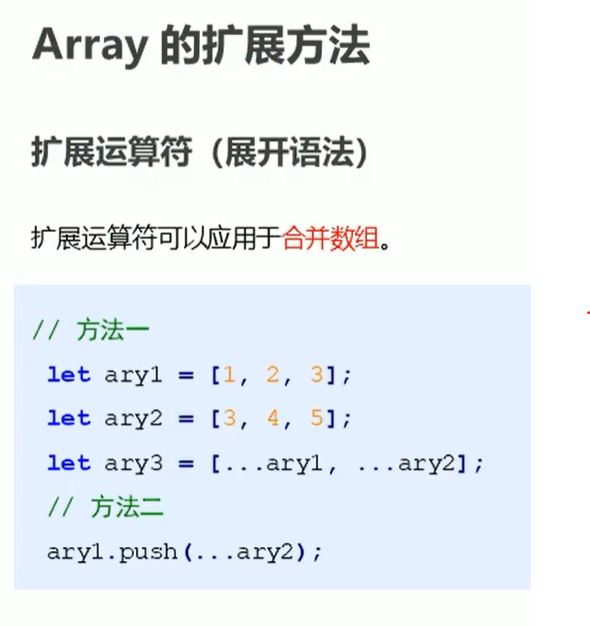 Array 的扩展方法
扩展运算符（展开语法）
扩展运算符可以应用于合并数组。
// 方法一
let ary1 = [1, 2, 3];
let ary2 = [3, 4, 5];
let ary3 = [...ary1, ...ary2];
// 方法二
ary1.push(...ary2);